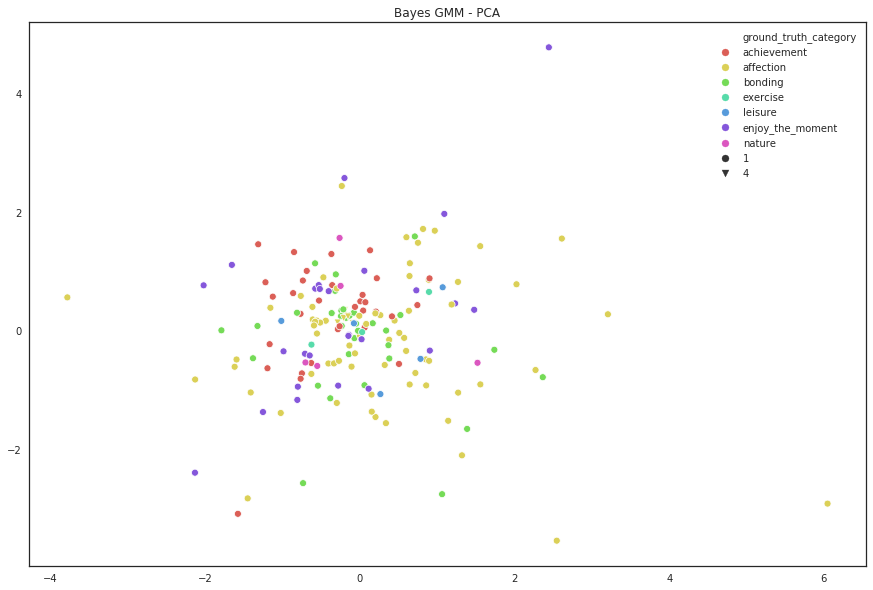 Bayes GMM - PCA
ground_truth_category
achievement
affection
bonding
exercise
leisure
enjoy_the_moment
nature
1
4
4
2
0
−2
−4
−2
0
2
4
6